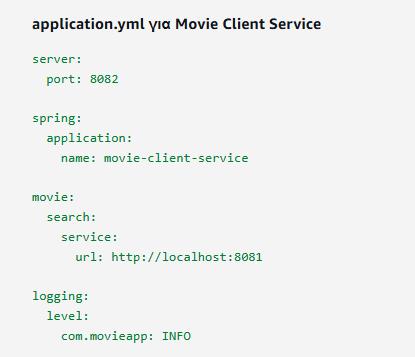 application.yml για Movie Client Service
server:
  port: 8082
spring:
  application:
    name: movie-client-service
movie:
  search:
    service:
      url: http://localhost:8081
logging:
  level:
    com.movieapp: INFO